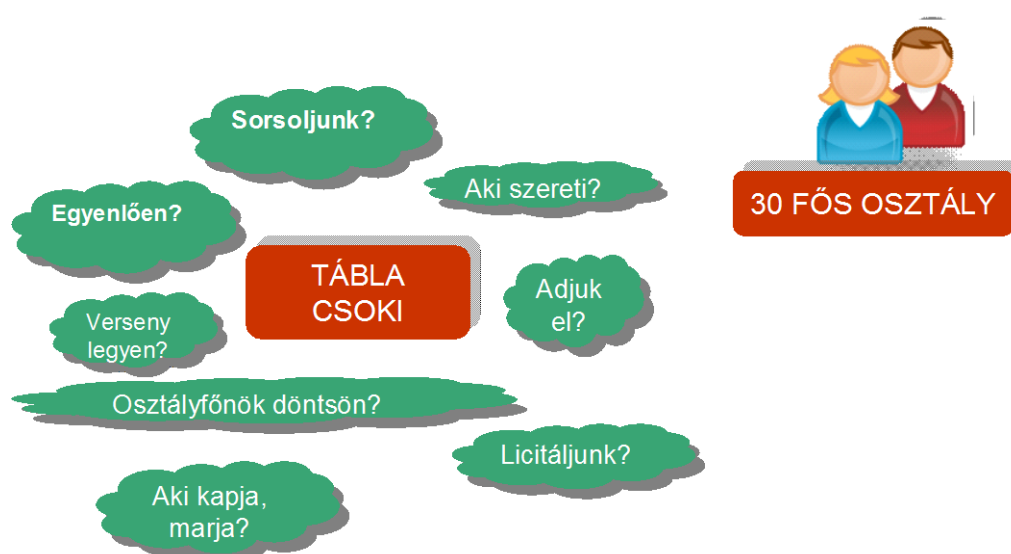 Sorsoljunk?
Aki szereti?
30 FŐS OSZTÁLY
Egyenlően?
TÁBLA
CSOKI
Adjuk
el?
Verseny
legyen?
Osztályfőnök döntsön?
Licitáljunk?
Aki kapja,
marja?